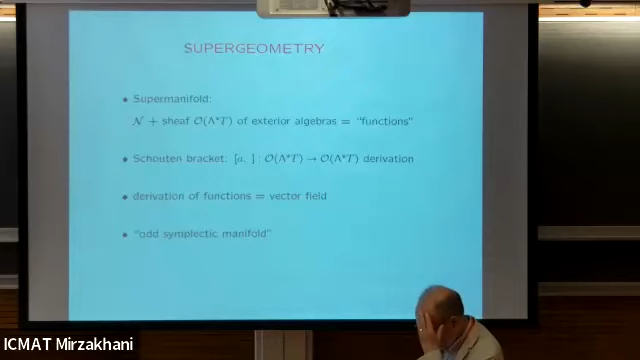 SUPERGEOMETRY
• Supermanifold:
𝒩 + sheaf 𝒪(Λ*T) of exterior algebras = "functions"
• Schouten bracket: [a, ] : 𝒪(Λ*T) → 𝒪(Λ*T) derivation
• derivation of functions = vector field
• "odd symplectic manifold"
ICMAT Mirzakhani